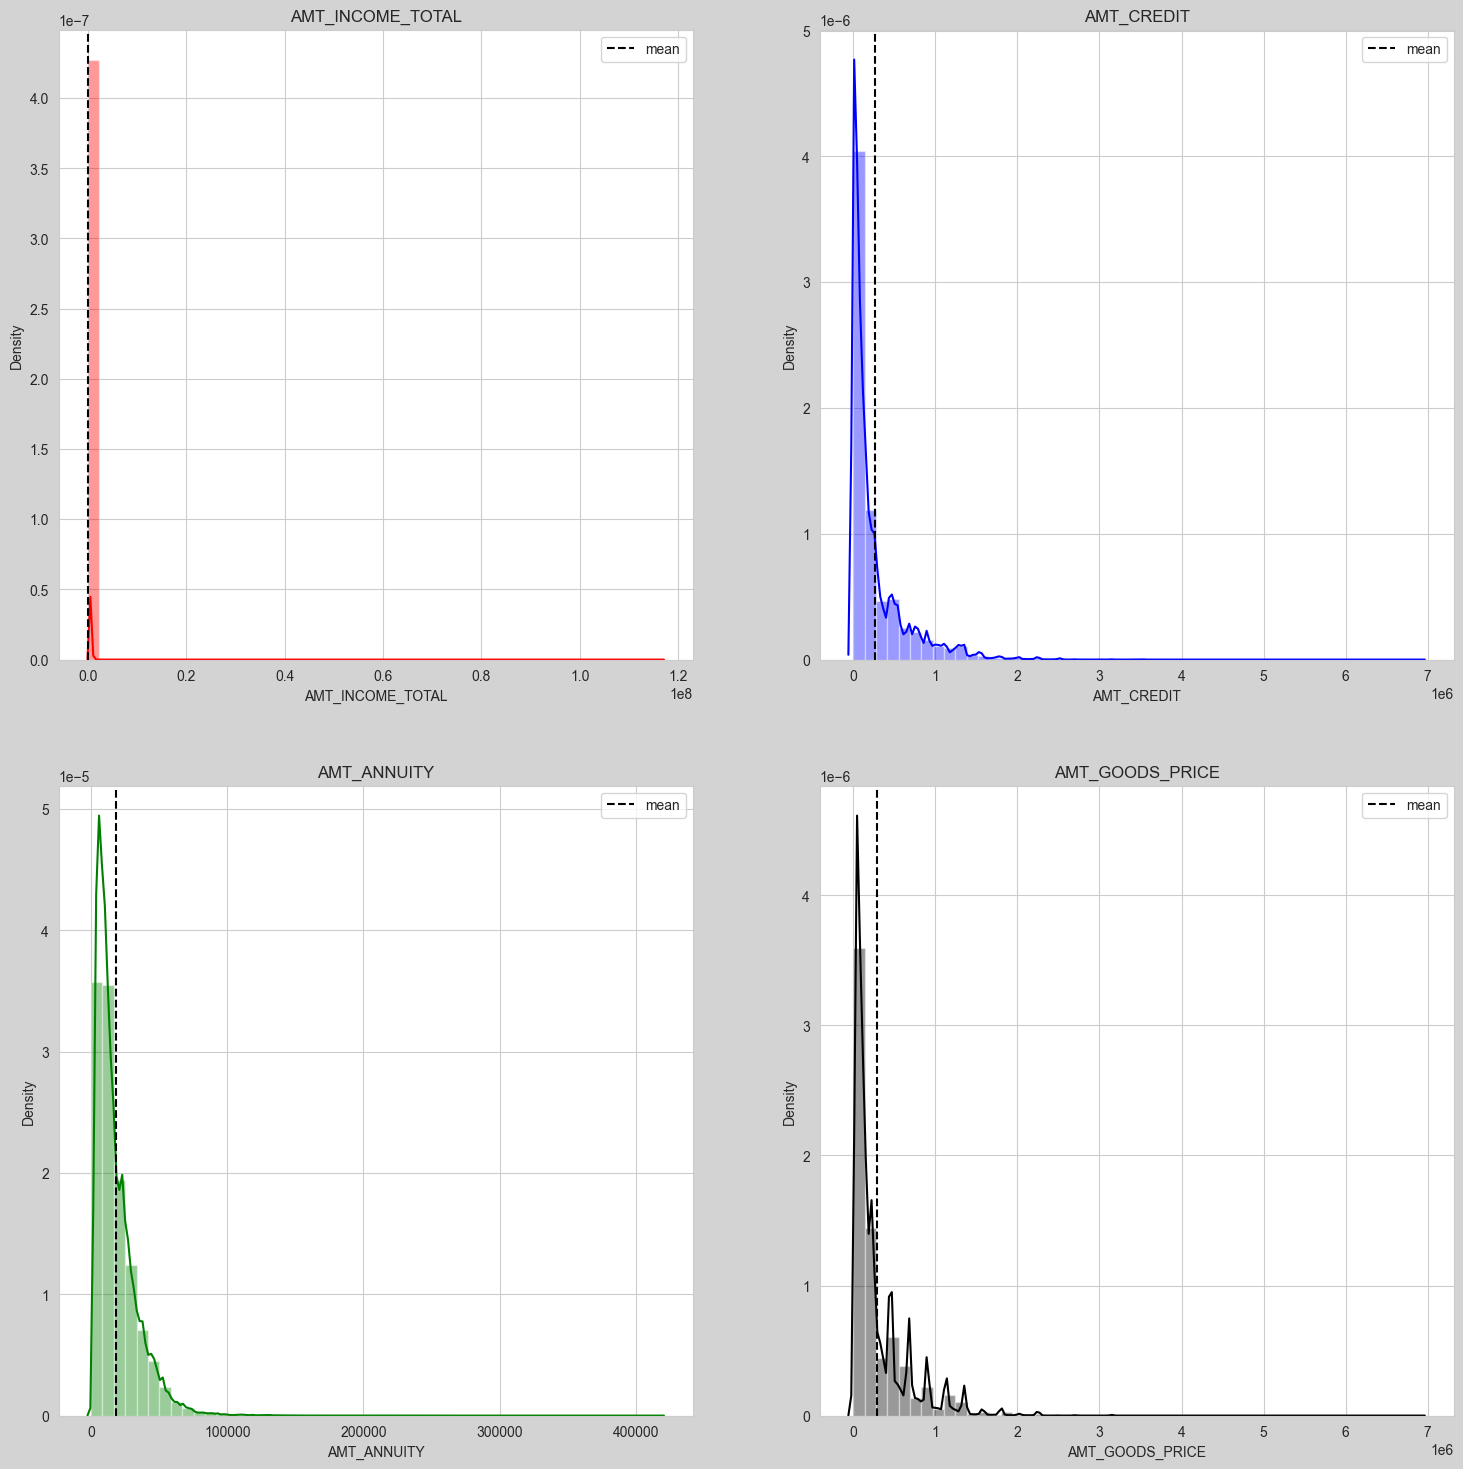 AMT_INCOME_TOTAL
1e−7
mean
4.0
3.5
3.0
2.5
2.0
1.5
1.0
0.5
0.0
Density
0.0 0.2 0.4 0.6 0.8 1.0 1.2
1e8
AMT_INCOME_TOTAL
AMT_CREDIT
1e−6
mean
5
4
3
2
1
0
Density
0 1 2 3 4 5 6 7
1e6
AMT_CREDIT
AMT_ANNUITY
1e−5
mean
5
4
3
2
1
0
Density
0 100000 200000 300000 400000
AMT_ANNUITY
AMT_GOODS_PRICE
1e−6
mean
4
3
2
1
0
Density
0 1 2 3 4 5 6 7
1e6
AMT_GOODS_PRICE